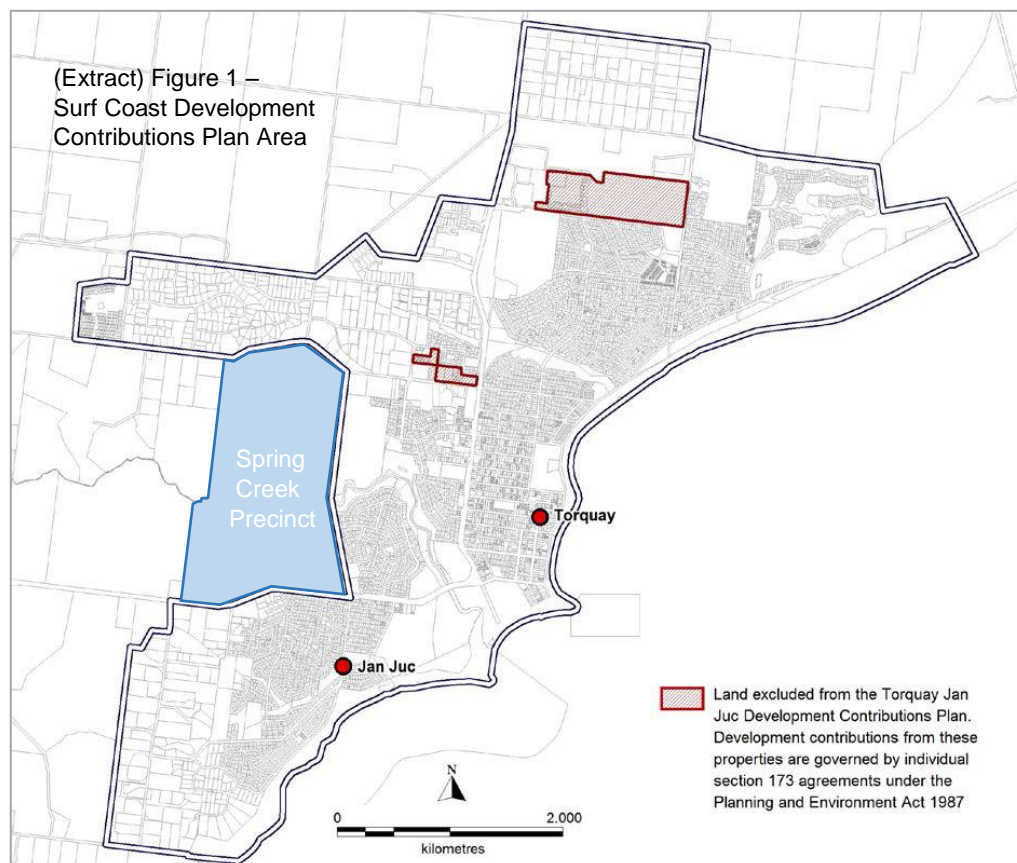 (Extract) Figure 1 –
Surf Coast Development
Contributions Plan Area
Spring
Creek
Precinct
Torquay
Jan Juc
Land excluded from the Torquay Jan
Juc Development Contributions Plan.
Development contributions from these
properties are governed by individual
section 173 agreements under the
Planning and Environment Act 1987
N
0 2,000
kilometres